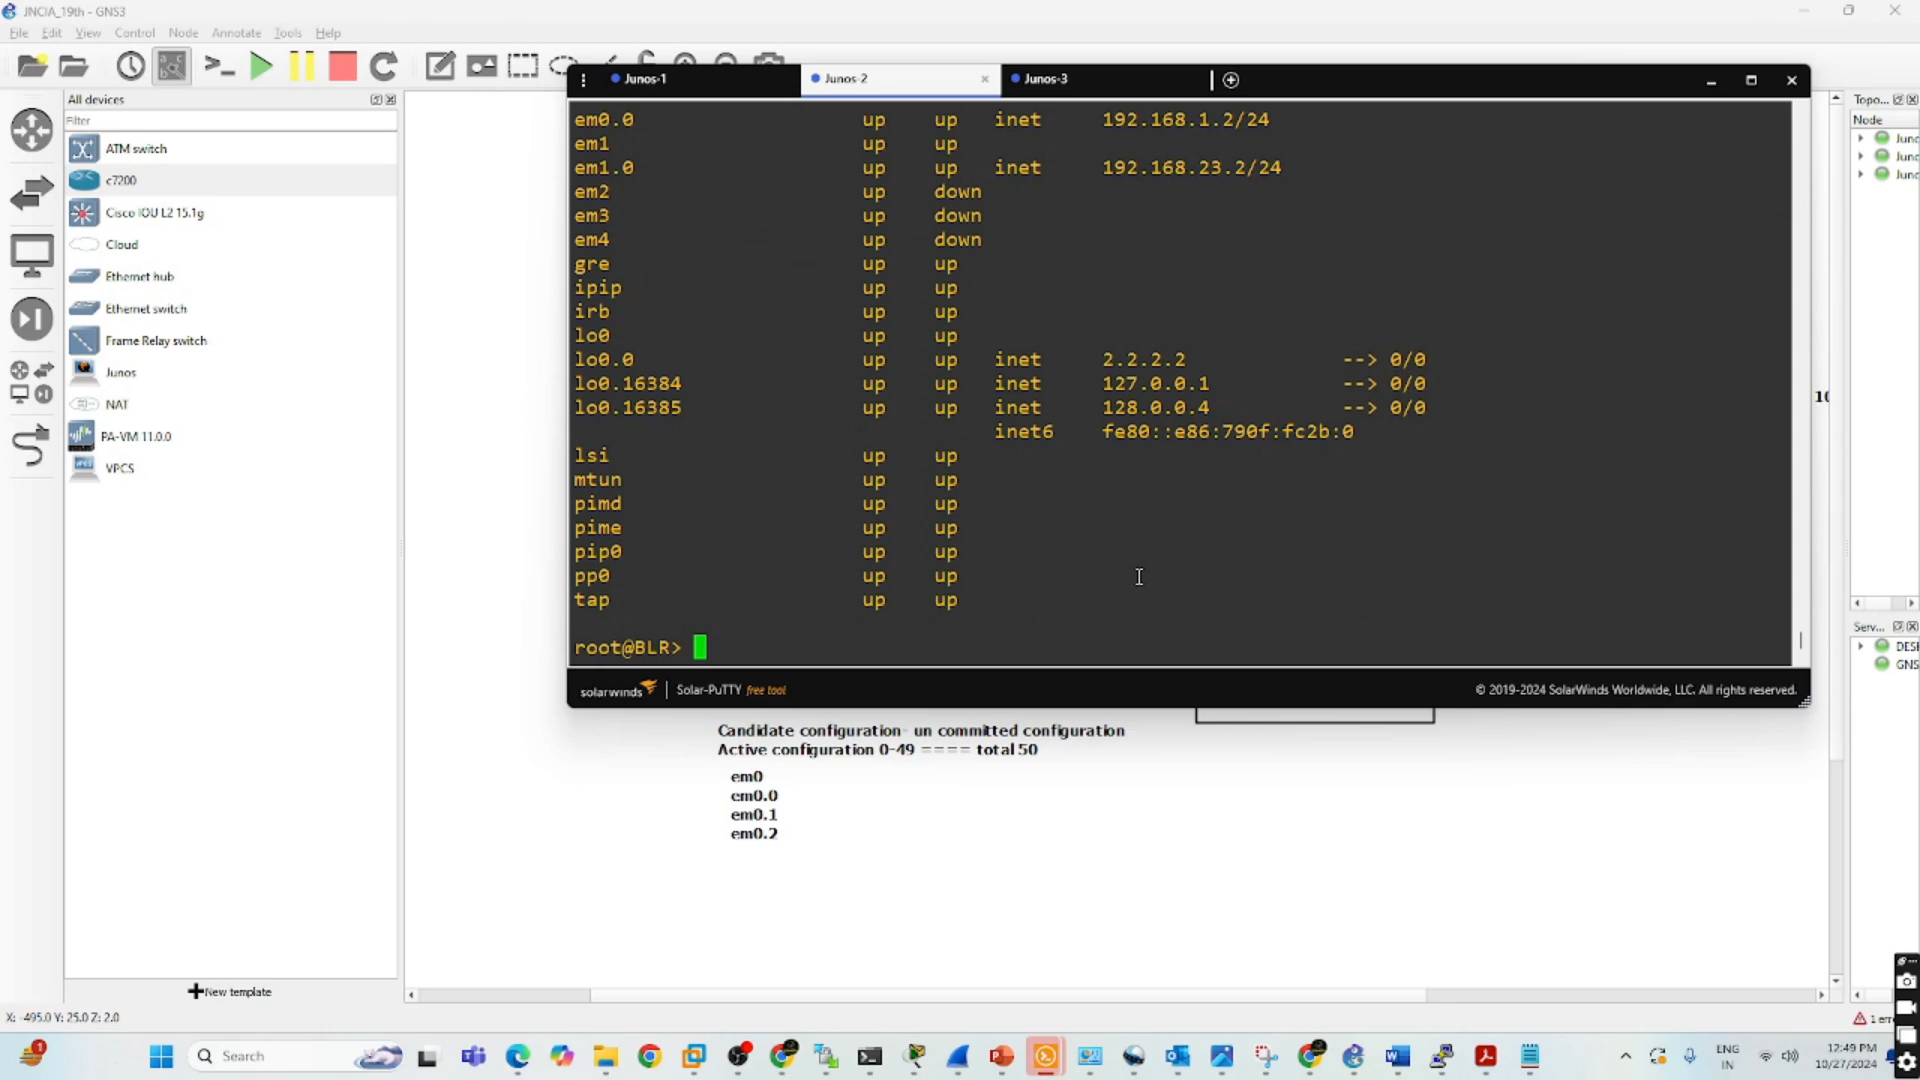 JNCIA_19th - GNS3
File Edit View Control Node Annotate Tools Help
All devices
Filter
ATM switch
c7200
Cisco IOU L2 15.1g
Cloud
Ethernet hub
Ethernet switch
Frame Relay switch
Junos
NAT
PA-VM 11.0.0
VPCS
New template
X: -495.0 Y: 25.0 Z: 2.0
Junos-1 Junos-2 Junos-3
em0.0 up up inet 192.168.1.2/24
em1 up up
em1.0 up up inet 192.168.23.2/24
em2 up down
em3 up down
em4 up down
gre up up
ipip up up
irb up up
lo0 up up
lo0.0 up up inet 2.2.2.2 --> 0/0
lo0.16384 up up inet 127.0.0.1 --> 0/0
lo0.16385 up up inet 128.0.0.4 --> 0/0
inet6 fe80::e86:790f:fc2b:0
lsi up up
mtun up up
pimd up up
pime up up
pip0 up up
pp0 up up
tap up up
root@BLR>
solarwinds Solar-PuTTY free tool © 2019-2024 SolarWinds Worldwide, LLC. All rights reserved.
Candidate configuration- un committed configuration
Active configuration 0-49 ==== total 50
em0
em0.0
em0.1
em0.2
10
Topo...
Node
Junc
Junc
Junc
Serv...
DESI
GNS
1 err
Search
ENG
IN
12:49 PM
10/27/2024